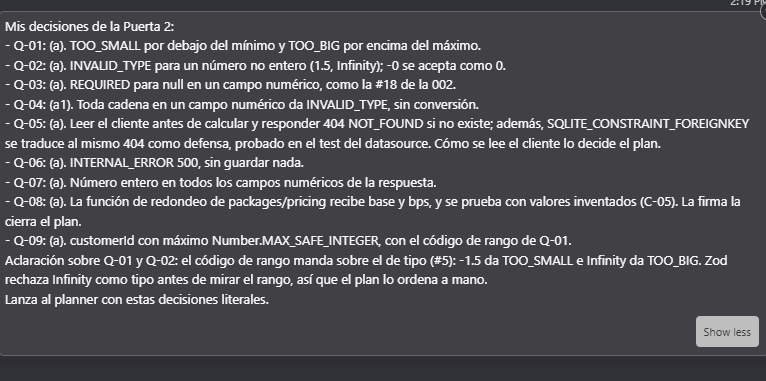 2:19 PM
Mis decisiones de la Puerta 2:
- Q-01: (a). TOO_SMALL por debajo del mínimo y TOO_BIG por encima del máximo.
- Q-02: (a). INVALID_TYPE para un número no entero (1.5, Infinity); -0 se acepta como 0.
- Q-03: (a). REQUIRED para null en un campo numérico, como la #18 de la 002.
- Q-04: (a1). Toda cadena en un campo numérico da INVALID_TYPE, sin conversión.
- Q-05: (a). Leer el cliente antes de calcular y responder 404 NOT_FOUND si no existe; además, SQLITE_CONSTRAINT_FOREIGNKEY
se traduce al mismo 404 como defensa, probado en el test del datasource. Cómo se lee el cliente lo decide el plan.
- Q-06: (a). INTERNAL_ERROR 500, sin guardar nada.
- Q-07: (a). Número entero en todos los campos numéricos de la respuesta.
- Q-08: (a). La función de redondeo de packages/pricing recibe base y bps, y se prueba con valores inventados (C-05). La firma la
cierra el plan.
- Q-09: (a). customerId con máximo Number.MAX_SAFE_INTEGER, con el código de rango de Q-01.
Aclaración sobre Q-01 y Q-02: el código de rango manda sobre el de tipo (#5): -1.5 da TOO_SMALL e Infinity da TOO_BIG. Zod
rechaza Infinity como tipo antes de mirar el rango, así que el plan lo ordena a mano.
Lanza al planner con estas decisiones literales.
Show less